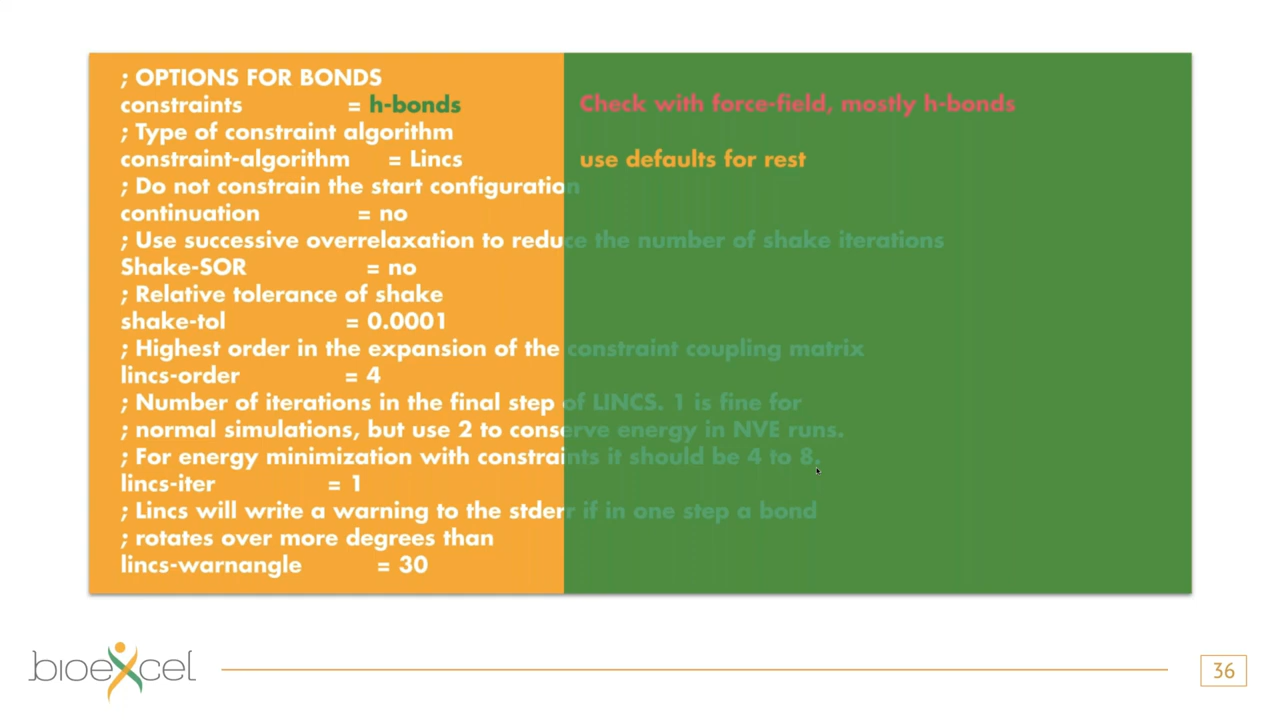 ; OPTIONS FOR BONDS
constraints = h-bonds Check with force-field, mostly h-bonds
; Type of constraint algorithm
constraint-algorithm = Lincs use defaults for rest
; Do not constrain the start configuration
continuation = no
; Use successive overrelaxation to reduce the number of shake iterations
Shake-SOR = no
; Relative tolerance of shake
shake-tol = 0.0001
; Highest order in the expansion of the constraint coupling matrix
lincs-order = 4
; Number of iterations in the final step of LINCS. 1 is fine for
; normal simulations, but use 2 to conserve energy in NVE runs.
; For energy minimization with constraints it should be 4 to 8.
lincs-iter = 1
; Lincs will write a warning to the stderr if in one step a bond
; rotates over more degrees than
lincs-warnangle = 30
bioexcel
36